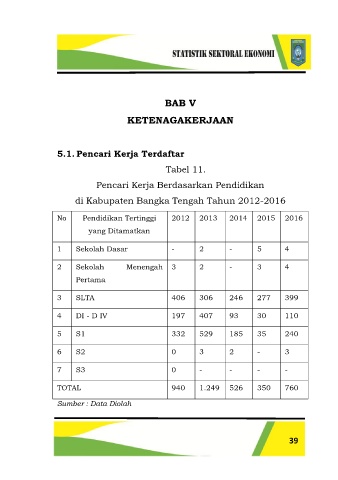 STATISTIK SEKTORAL EKONOMI
BAB V
KETENAGAKERJAAN
5.1. Pencari Kerja Terdaftar
Tabel 11.
Pencari Kerja Berdasarkan Pendidikan
di Kabupaten Bangka Tengah Tahun 2012-2016
No Pendidikan Tertinggi 2012 2013 2014 2015 2016
yang Ditamatkan
1 Sekolah Dasar - 2 - 5 4
2 Sekolah Menengah 3 2 - 3 4
Pertama
3 SLTA 406 306 246 277 399
4 DI - D IV 197 407 93 30 110
5 S1 332 529 185 35 240
6 S2 0 3 2 - 3
7 S3 0 - - - -
TOTAL 940 1.249 526 350 760
Sumber : Data Diolah
39